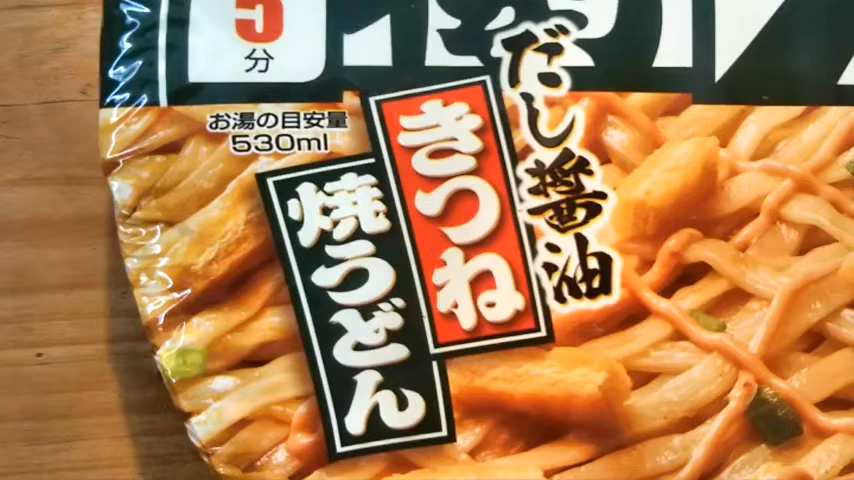 5
分
お湯の目安量
530ml
だし醤油
きつね
焼うどん